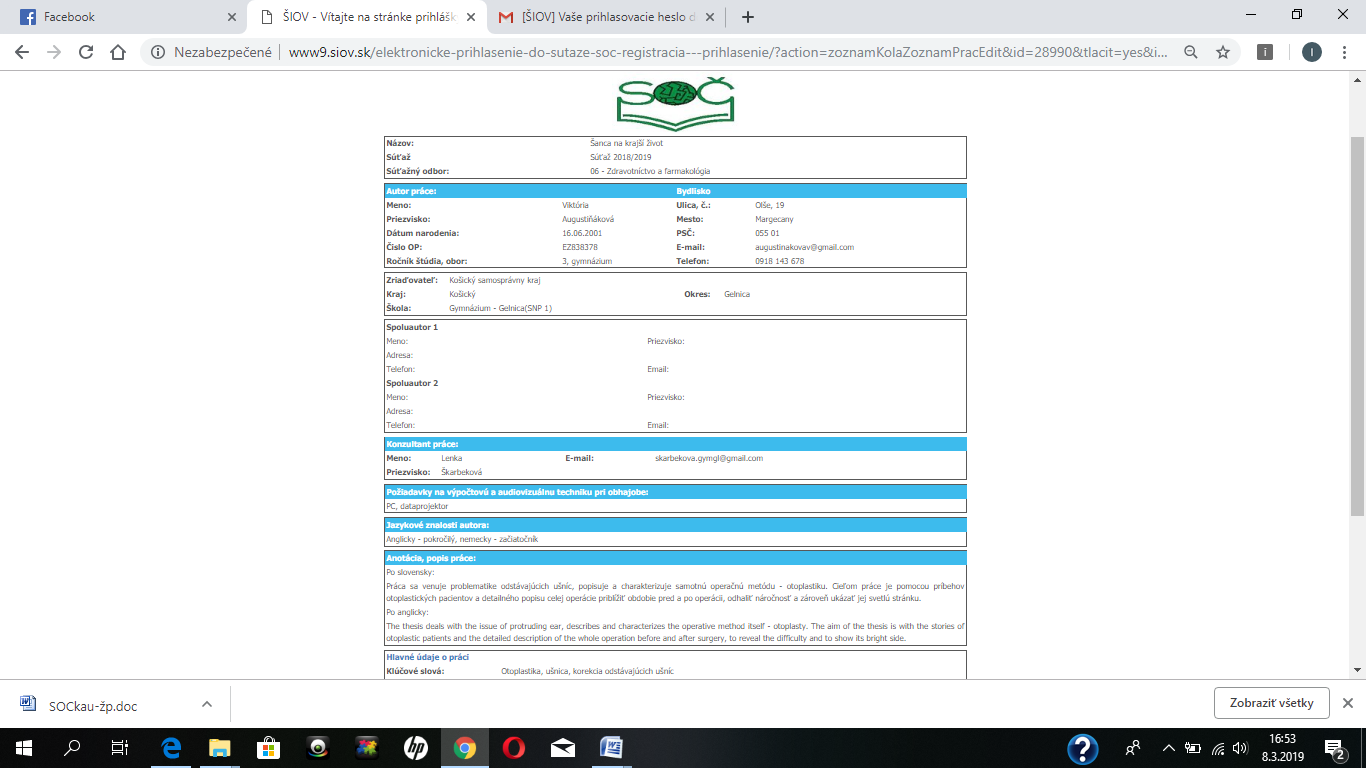 Facebook
ŠIOV - Vítajte na stránke prihlášk
[ŠIOV] Vaše prihlasovacie heslo d
Nezabezpečené
www9.siov.sk/elektronicke-prihlasenie-do-sutaze-soc-registracia---prihlasenie/?action=zoznamKolaZoznamPracEdit&id=28990&tlacit=yes&i...
SOČ
Názov: Šanca na krajší život
Súťaž Súťaž 2018/2019
Súťažný odbor: 06 - Zdravotníctvo a farmakológia
Autor práce: Bydlisko
Meno: Viktória Ulica, č.: Olše, 19
Priezvisko: Augustiňáková Mesto: Margecany
Dátum narodenia: 16.06.2001 PSČ: 055 01
Číslo OP: EZ838378 E-mail: augustinakovav@gmail.com
Ročník štúdia, obor: 3, gymnázium Telefon: 0918 143 678
Zriaďovateľ: Košický samosprávny kraj
Kraj: Košický Okres: Gelnica
Škola: Gymnázium - Gelnica(SNP 1)
Spoluautor 1
Meno: Priezvisko:
Adresa:
Telefon: Email:
Spoluautor 2
Meno: Priezvisko:
Adresa:
Telefon: Email:
Konzultant práce:
Meno: Lenka E-mail: skarbekova.gymgl@gmail.com
Priezvisko: Škarbeková
Požiadavky na výpočtovú a audiovizuálnu techniku pri obhajobe:
PC, dataprojektor
Jazykové znalosti autora:
Anglicky - pokročilý, nemecky - začiatočník
Anotácia, popis práce:
Po slovensky:
Práca sa venuje problematike odstávajúcich ušníc, popisuje a charakterizuje samotnú operačnú metódu - otoplastiku. Cieľom práce je pomocou príbehov
otoplastických pacientov a detailného popisu celej operácie priblížiť obdobie pred a po operácii, odhaliť náročnosť a zároveň ukázať jej svetlú stránku.
Po anglicky:
The thesis deals with the issue of protruding ear, describes and characterizes the operative method itself - otoplasty. The aim of the thesis is with the stories of
otoplastic patients and the detailed description of the whole operation before and after surgery, to reveal the difficulty and to show its bright side.
Hlavné údaje o prácí
Kľúčové slová: Otoplastika, ušnica, korekcia odstávajúcich ušníc
SOCkau-žp.doc
Zobraziť všetky
16:53
8.3.2019
2